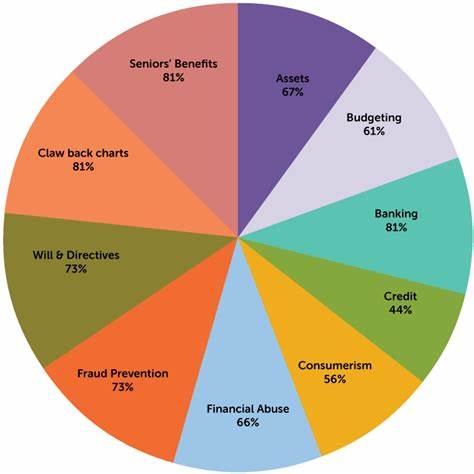 Seniors' Benefits
81%
Assets
67%
Budgeting
61%
Banking
81%
Credit
44%
Consumerism
56%
Financial Abuse
66%
Fraud Prevention
73%
Will & Directives
73%
Claw back charts
81%